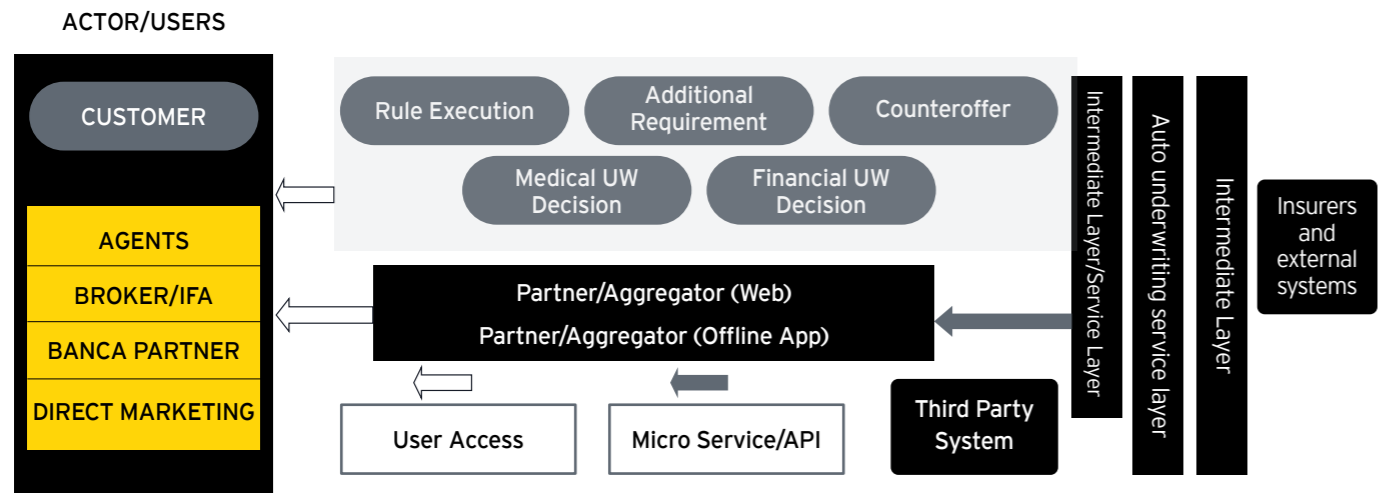 ACTOR/USERS
CUSTOMER
AGENTS
BROKER/IFA
BANCA PARTNER
DIRECT MARKETING
Rule Execution
Additional
Requirement
Counteroffer
Medical UW
Decision
Financial UW
Decision
Partner/Aggregator (Web)
Partner/Aggregator (Offline App)
User Access
Micro Service/API
Third Party
System
Intermediate Layer/Service Layer
Auto underwriting service layer
Intermediate Layer
Insurers
and
external
systems